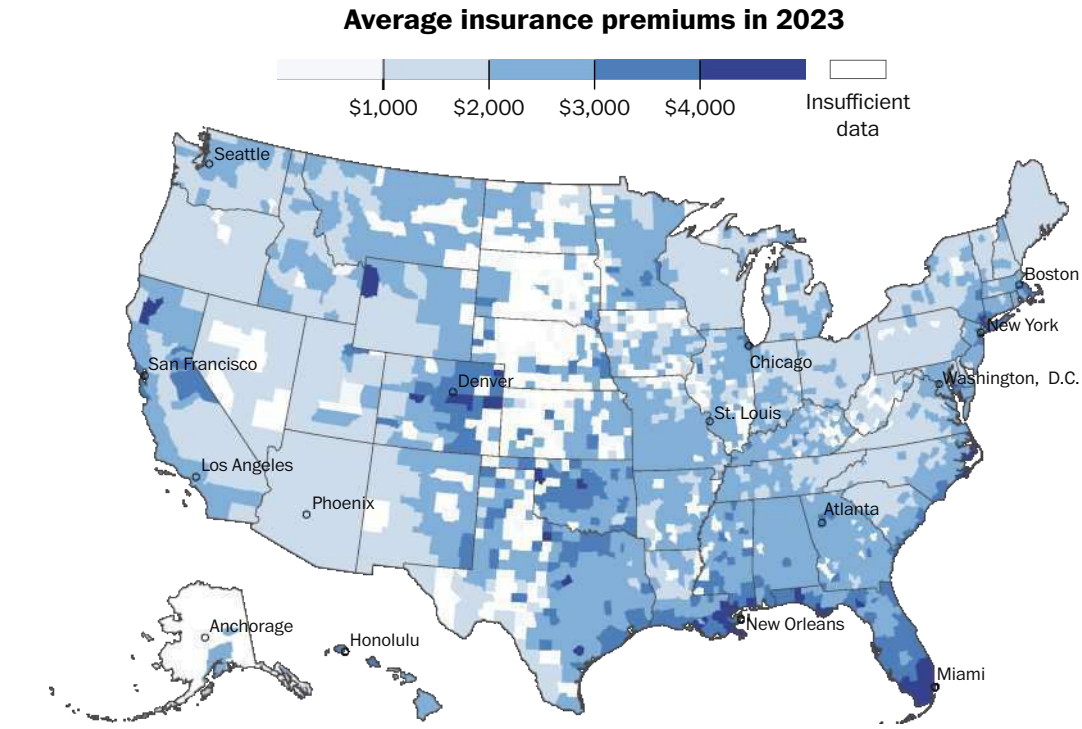 Average insurance premiums in 2023
$1,000 $2,000 $3,000 $4,000
Insufficient
data
Seattle
Boston
New York
San Francisco
Chicago
Denver
Washington, D.C.
St. Louis
Los Angeles
Phoenix
Atlanta
Anchorage
New Orleans
Honolulu
Miami